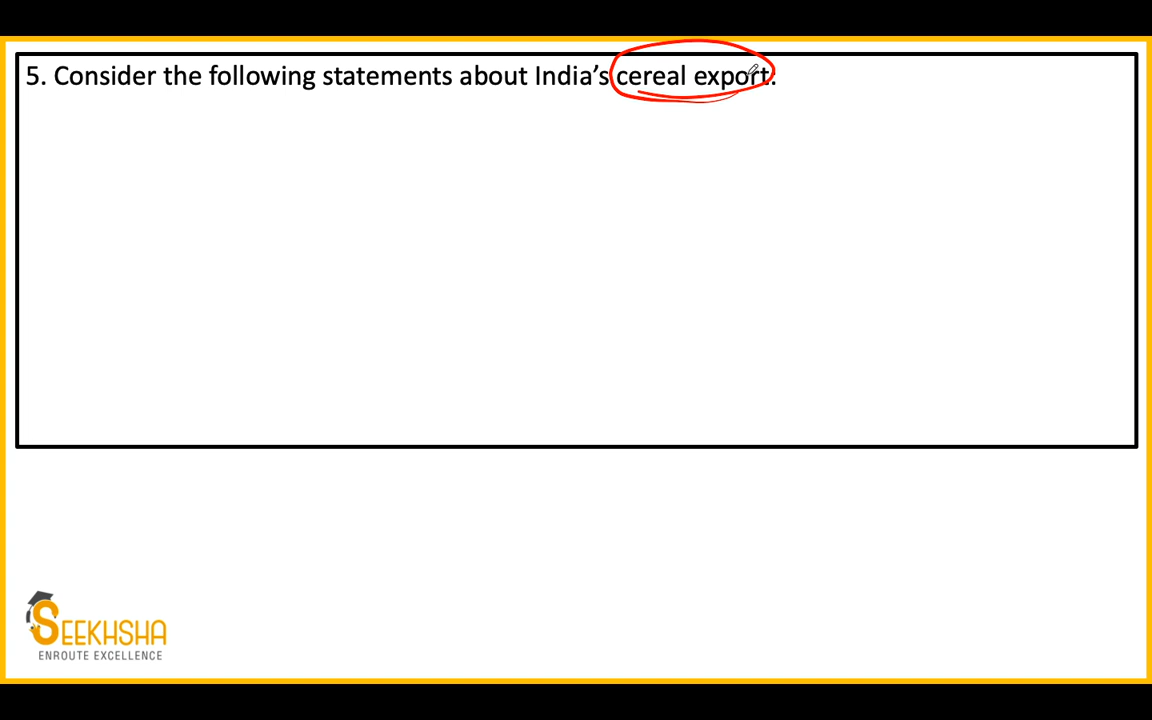 5. Consider the following statements about India’s cereal export:
SEEKHSHA
ENROUTE EXCELLENCE